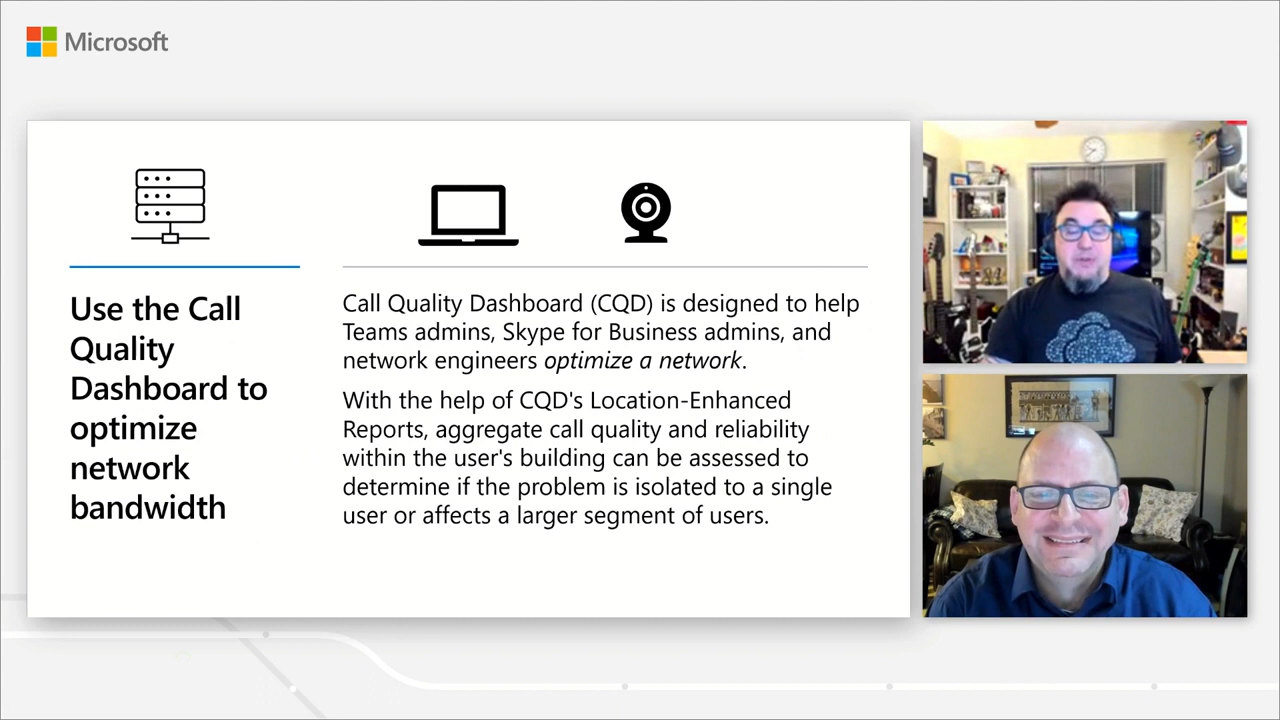 Microsoft
Use the Call
Quality
Dashboard to
optimize
network
bandwidth
Call Quality Dashboard (CQD) is designed to help
Teams admins, Skype for Business admins, and
network engineers optimize a network.
With the help of CQD's Location-Enhanced
Reports, aggregate call quality and reliability
within the user's building can be assessed to
determine if the problem is isolated to a single
user or affects a larger segment of users.